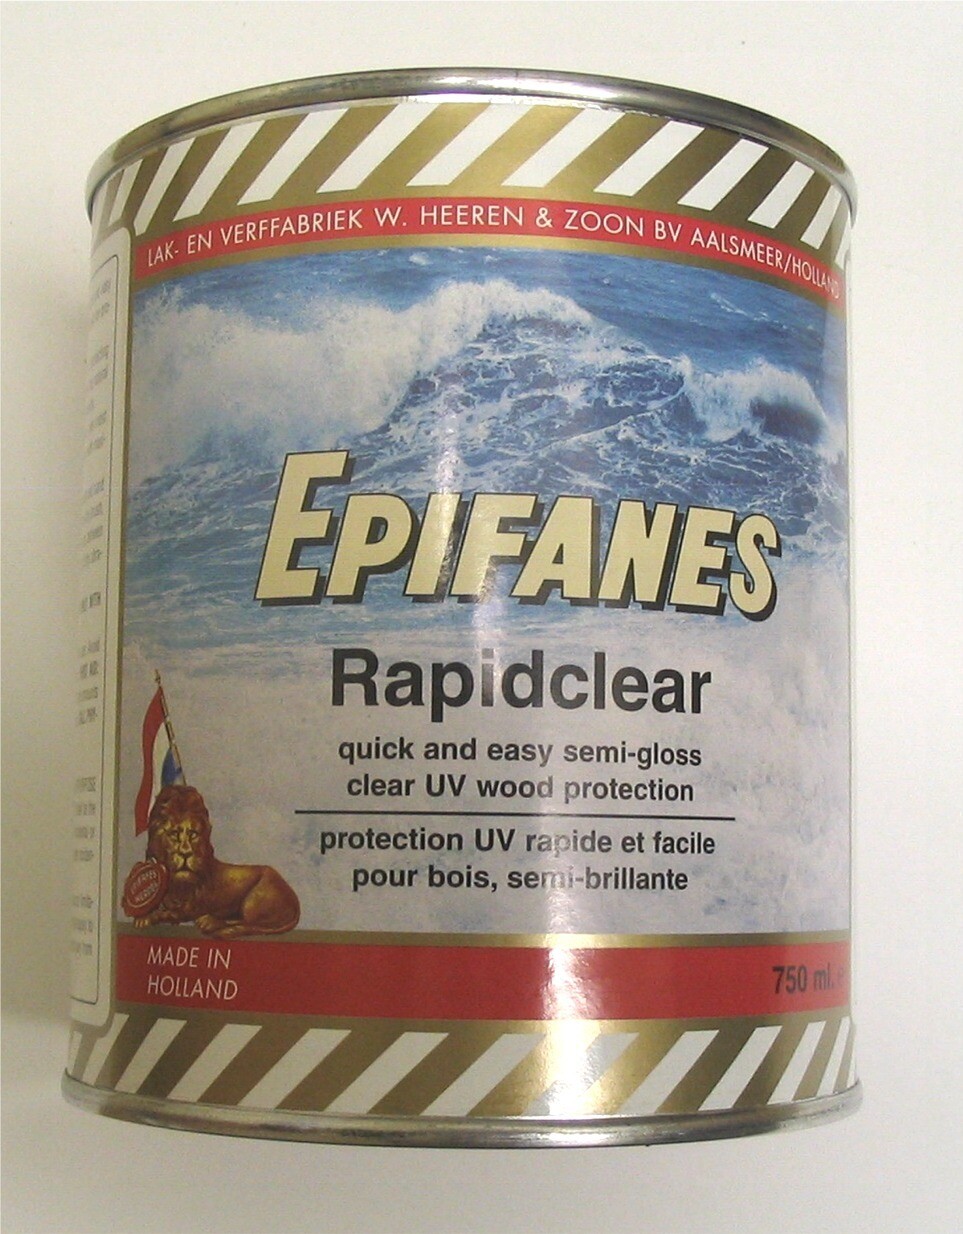 LAK- EN VERFFABRIEK W. HEEREN & ZOON BV AALSMEER/HOLLAND
EPIFANES
Rapidclear
quick and easy semi-gloss
clear UV wood protection
protection UV rapide et facile
pour bois, semi-brillante
MADE IN
HOLLAND
750 ml.